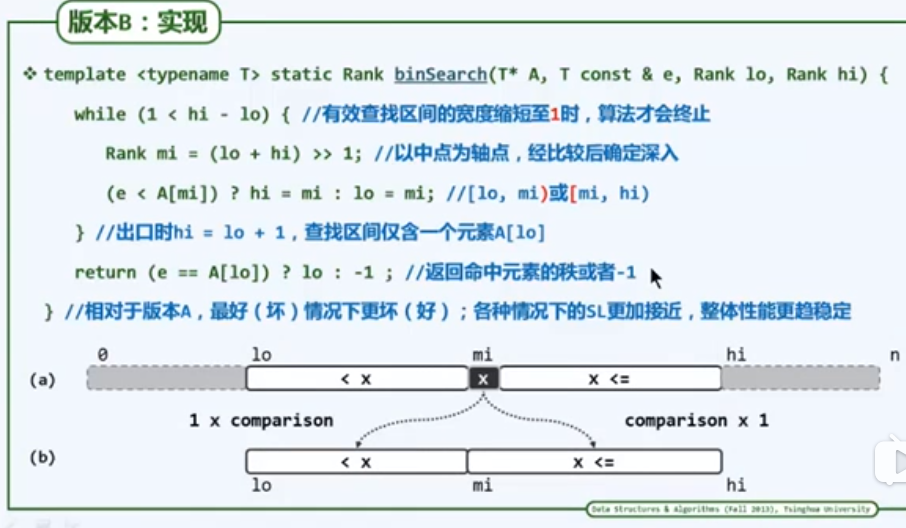 版本B：实现
❖ template <typename T> static Rank binSearch(T* A, T const & e, Rank lo, Rank hi) {
while (1 < hi - lo) { //有效查找区间的宽度缩短至1时，算法才会终止
Rank mi = (lo + hi) >> 1; //以中点为轴点，经比较后确定深入
(e < A[mi]) ? hi = mi : lo = mi; //[lo, mi)或[mi, hi)
} //出口时hi = lo + 1，查找区间仅含一个元素A[lo]
return (e == A[lo]) ? lo : -1 ; //返回命中元素的秩或者-1
} //相对于版本A，最好（坏）情况下更坏（好）；各种情况下的SL更加接近，整体性能更趋稳定
0 lo mi hi n
(a) < x x x <=
1 x comparison comparison x 1
(b) < x x <=
lo mi hi
Data Structures & Algorithms (Fall 2013), Tsinghua University